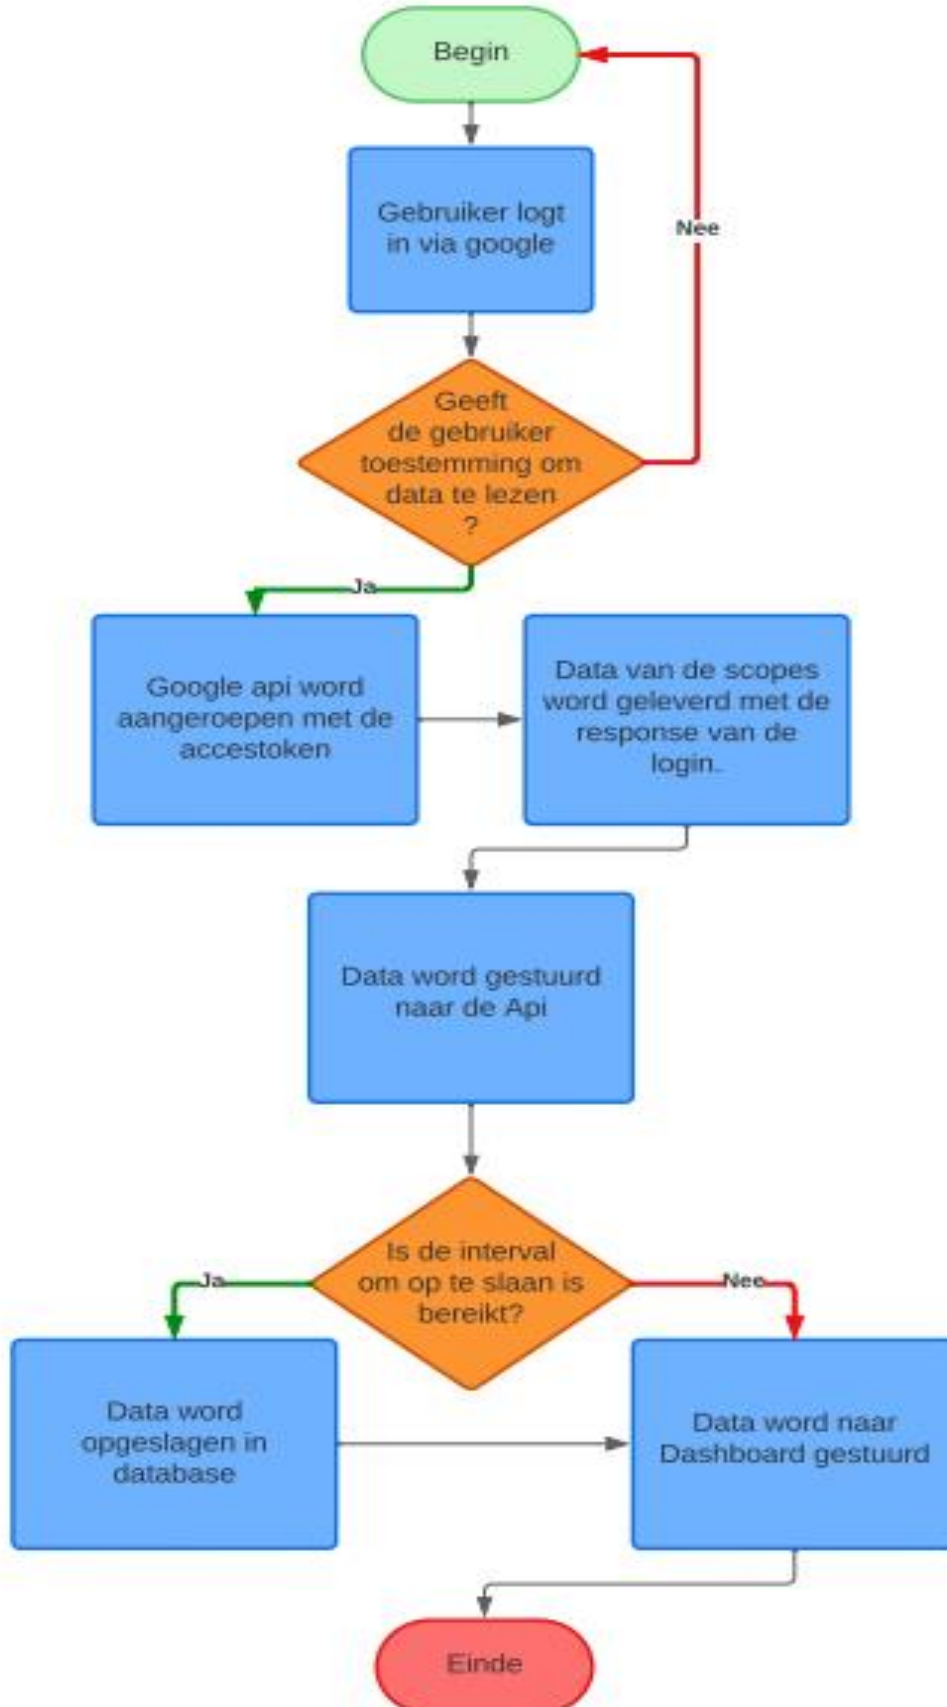 Begin
Gebruiker logt
in via google
Nee
Geeft
de gebruiker
toestemming om
data te lezen
?
Ja
Google api word
aangeroepen met de
accestoken
Data van de scopes
word geleverd met de
response van de
login.
Data word gestuurd
naar de Api
Is de interval
om op te slaan is
bereikt?
Ja
Nee
Data word
opgeslagen in
database
Data word naar
Dashboard gestuurd
Einde